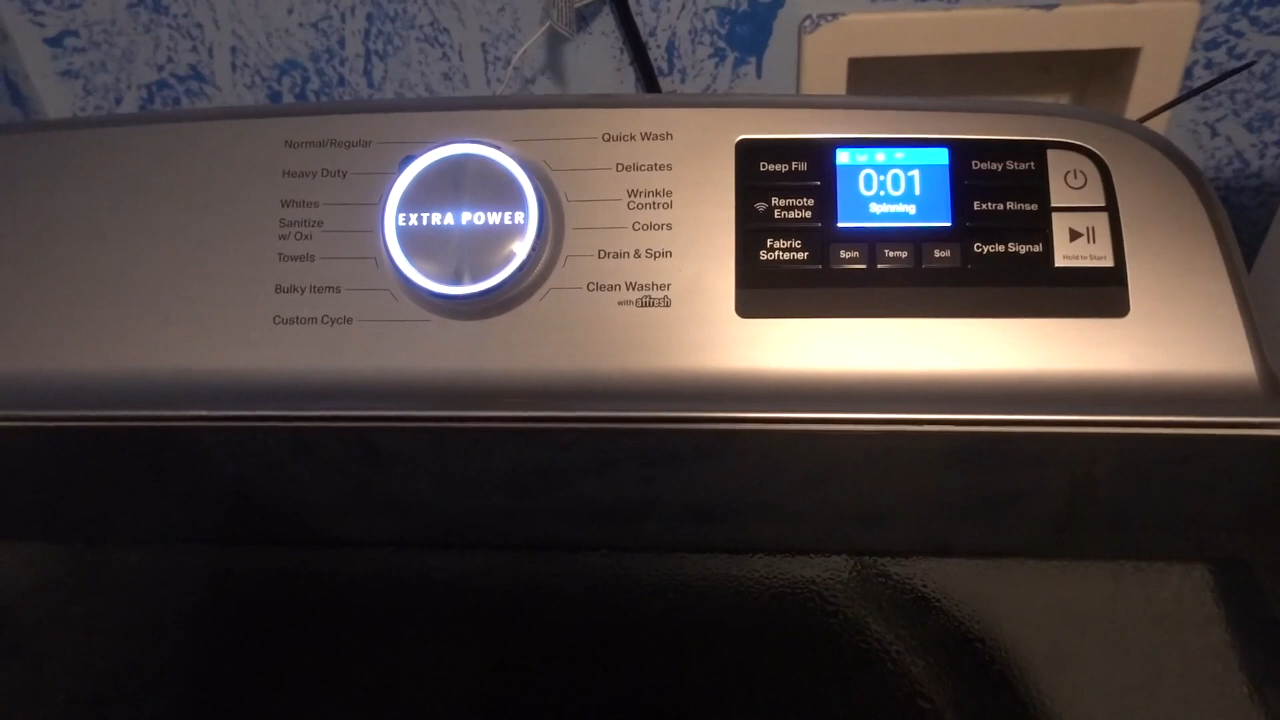 Normal/Regular
Heavy Duty
Whites
Sanitize
w/ Oxi
Towels
Bulky Items
Custom Cycle
EXTRA POWER
Quick Wash
Delicates
Wrinkle
Control
Colors
Drain & Spin
Clean Washer
with affresh
Deep Fill
Remote
Enable
Fabric
Softener
0:01
Spinning
Spin
Temp
Soil
Delay Start
Extra Rinse
Cycle Signal
Hold to Start